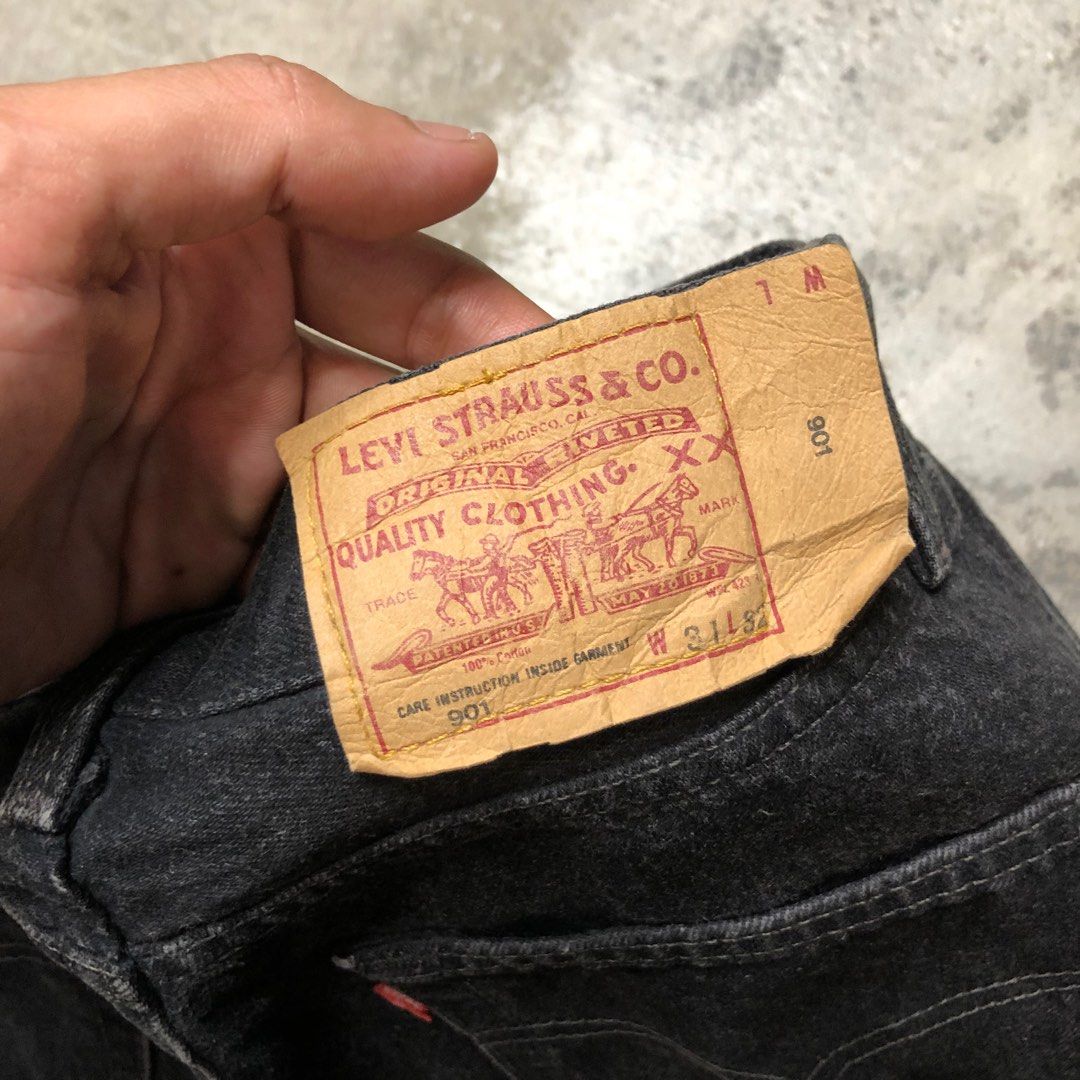 LEVI STRAUSS & CO.
SAN FRANCISCO, CAL.
ORIGINAL RIVETED
QUALITY CLOTHING. XX
TRADE MARK
PATENTED IN U.S. MAY 20 1873
100% Cotton
CARE INSTRUCTION INSIDE GARMENT W 31 L 32
901
W L
901